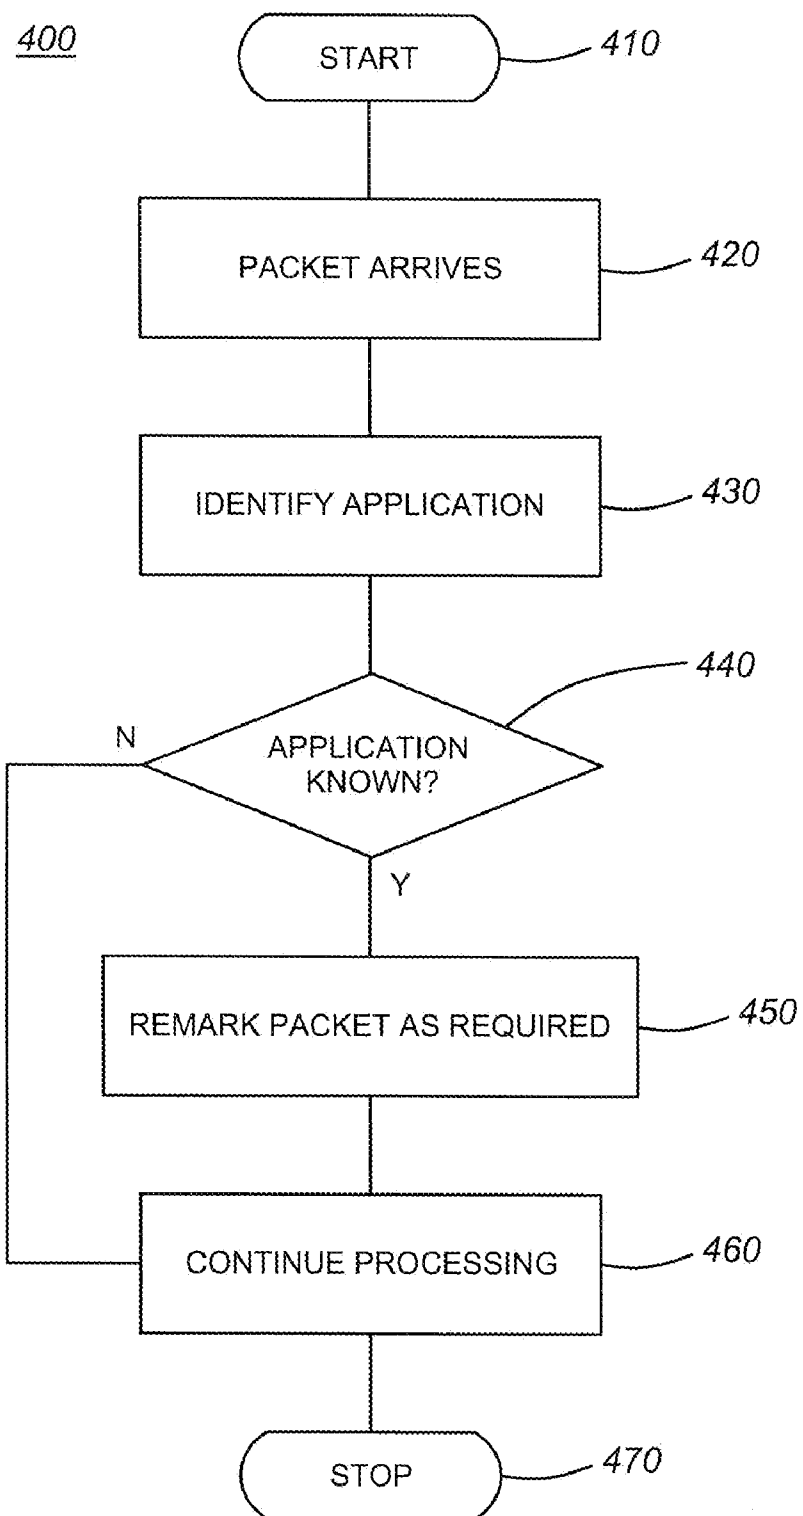 400
START
410
PACKET ARRIVES
420
IDENTIFY APPLICATION
430
440
N
APPLICATION
KNOWN?
Y
REMARK PACKET AS REQUIRED
450
CONTINUE PROCESSING
460
STOP
470